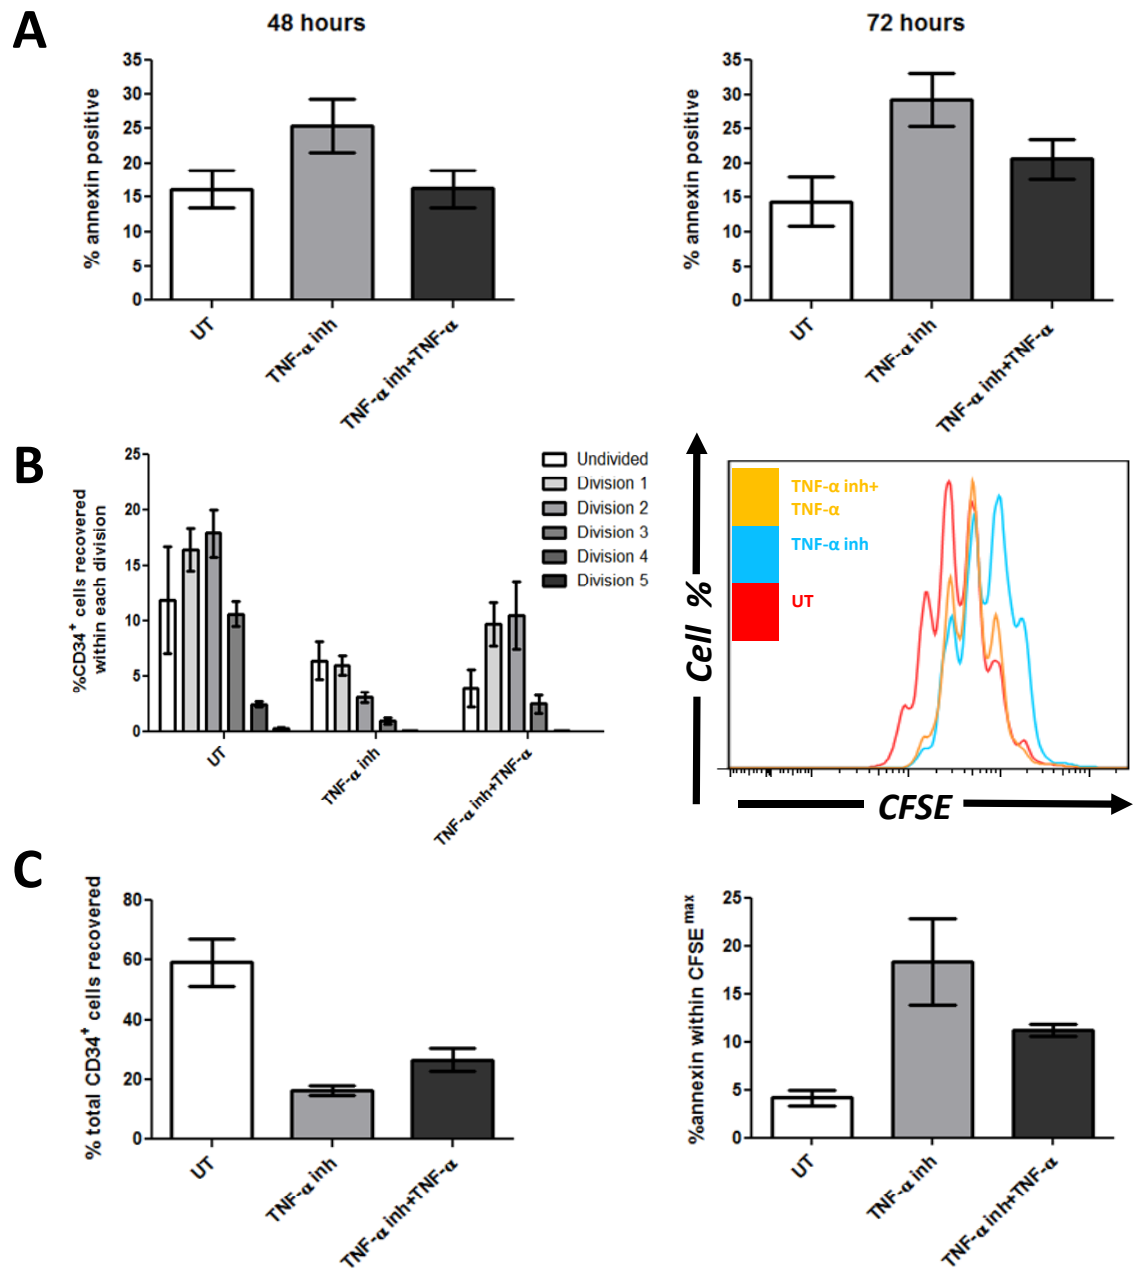 A
48 hours
72 hours
% annexin positive
35
30
25
20
15
10
5
0
UT
TNF-α inh
TNF-α inh+TNF-α
% annexin positive
35
30
25
20
15
10
5
0
UT
TNF-α inh
TNF-α inh+TNF-α
B
%CD34+ cells recovered
within each division
25
20
15
10
5
0
UT
TNF-α inh
TNF-α inh+TNF-α
Undivided
Division 1
Division 2
Division 3
Division 4
Division 5
Cell %
TNF-α inh+
TNF-α
TNF-α inh
UT
CFSE
C
% total CD34+ cells recovered
80
60
40
20
0
UT
TNF-α inh
TNF-α inh+TNF-α
%annexin within CFSEmax
25
20
15
10
5
0
UT
TNF-α inh
TNF-α inh+TNF-α